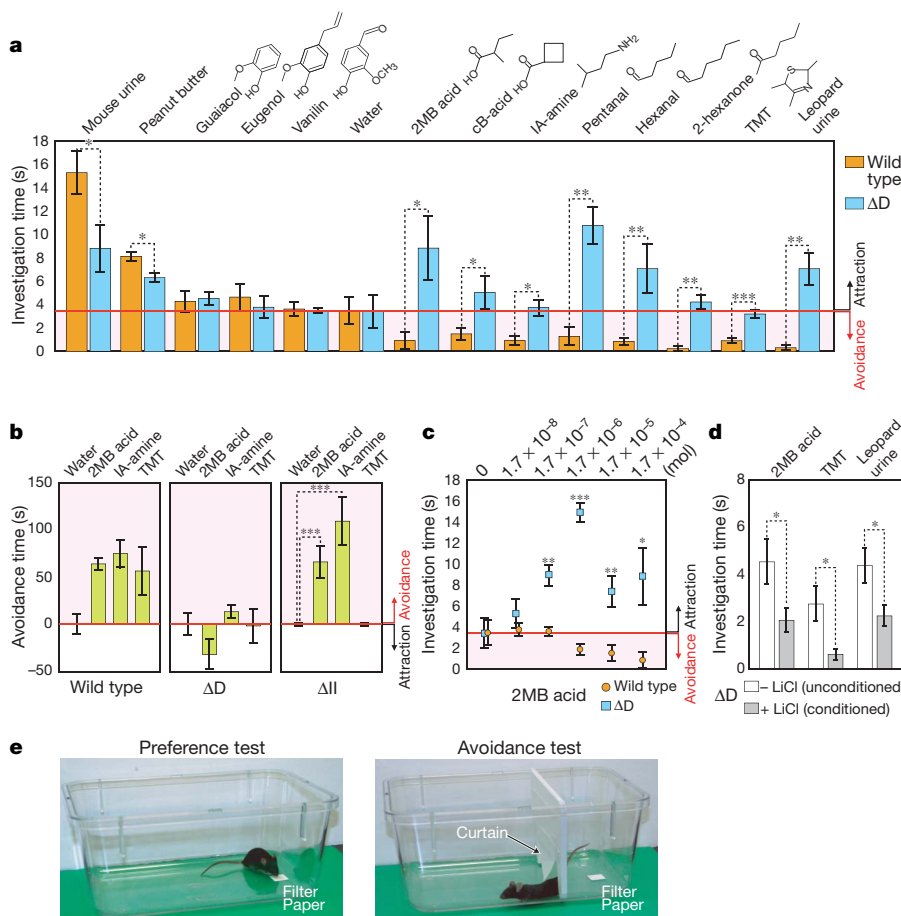 a
Mouse urine
Peanut butter
Guaiacol
Eugenol
Vanilin
Water
2MB acid
cB-acid
IA-amine
Pentanal
Hexanal
2-hexanone
TMT
Leopard
urine
O
HO
O
HO
O
HO
OCH3
O
HO
O
HO
NH2
O
O
O
S
N
Investigation time (s)
18
16
14
12
10
8
6
4
2
0
*
*
*
*
*
**
**
**
***
**
Wild
type
ΔD
Attraction
Avoidance
b
Water
2MB acid
IA-amine
TMT
Water
2MB acid
IA-amine
TMT
Water
2MB acid
IA-amine
TMT
Avoidance time (s)
150
100
50
0
–50
***
***
Avoidance
Attraction
Wild type
ΔD
ΔII
c
0
1.7 × 10–8
1.7 × 10–7
1.7 × 10–6
1.7 × 10–5
1.7 × 10–4
(mol)
Investigation time (s)
18
16
14
12
10
8
6
4
2
0
**
***
**
*
Attraction
Avoidance
2MB acid
Wild type
ΔD
d
2MB acid
TMT
Leopard
urine
Investigation time (s)
8
6
4
2
0
*
*
*
ΔD
– LiCl (unconditioned)
+ LiCl (conditioned)
e
Preference test
Avoidance test
Filter
Paper
Curtain
Filter
Paper